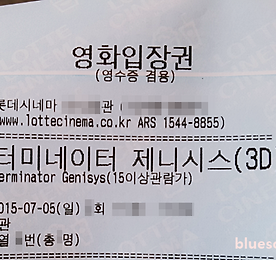 영화입장권
(영수증 겸용)
롯데시네마 관 (
www.lottecinema.co.kr ARS 1544-8855)
터미네이터 제니시스(3D
erminator Genisys(15이상관람가)
015-07-05(일) 회
관
열 번(총 명)